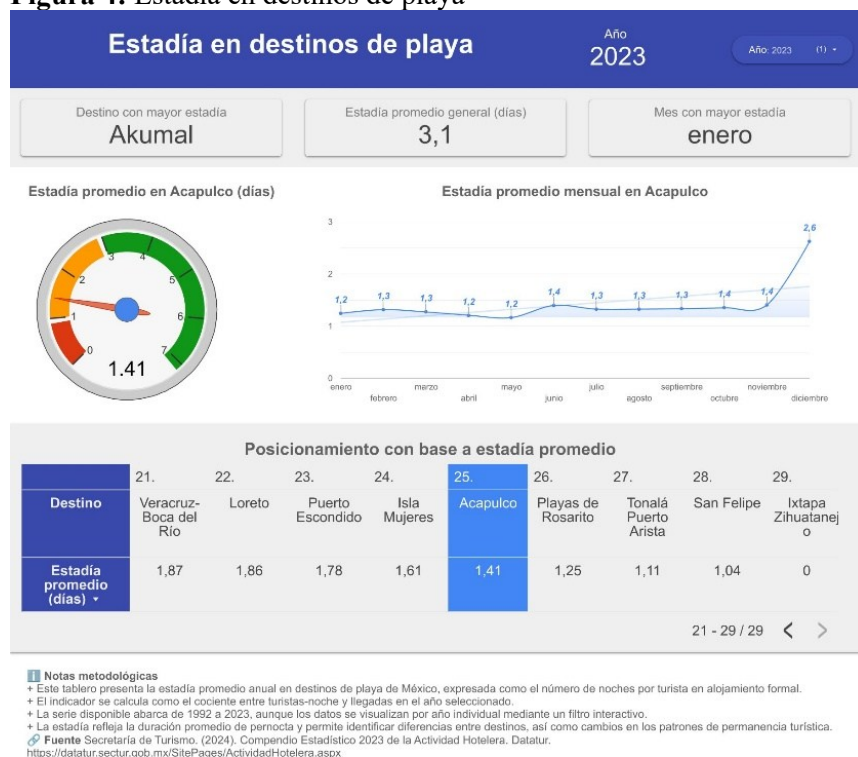 Figura 4. Estadía en destinos de playa
Estadía en destinos de playa
Año
2023
Año: 2023 (1)
Destino con mayor estadía
Akumal
Estadía promedio general (días)
3,1
Mes con mayor estadía
enero
Estadía promedio en Acapulco (días)
0
1
2
3
4
5
6
7
1.41
Estadía promedio mensual en Acapulco
3
2
1
0
1,2
1,3
1,3
1,2
1,2
1,4
1,3
1,3
1,3
1,4
1,4
2,6
enero
febrero
marzo
abril
mayo
junio
julio
agosto
septiembre
octubre
noviembre
diciembre
Posicionamiento con base a estadía promedio
21. 22. 23. 24. 25. 26. 27. 28. 29.
Destino Veracruz- Loreto Puerto Isla Acapulco Playas de Tonalá San Felipe Ixtapa
Boca del Escondido Mujeres Rosarito Puerto Zihuatanej
Río Arista o
Estadía 1,87 1,86 1,78 1,61 1,41 1,25 1,11 1,04 0
promedio
(días)
21 - 29 / 29 < >
Notas metodológicas
+ Este tablero presenta la estadía promedio anual en destinos de playa de México, expresada como el número de noches por turista en alojamiento formal.
+ El indicador se calcula como el cociente entre turistas-noche y llegadas en el año seleccionado.
+ La serie disponible abarca de 1992 a 2023, aunque los datos se visualizan por año individual mediante un filtro interactivo.
+ La estadía refleja la duración promedio de pernocta y permite identificar diferencias entre destinos, así como cambios en los patrones de permanencia turística.
Fuente Secretaría de Turismo. (2024). Compendio Estadístico 2023 de la Actividad Hotelera. Datatur.
https://datatur.sectur.gob.mx/SitePages/ActividadHotelera.aspx